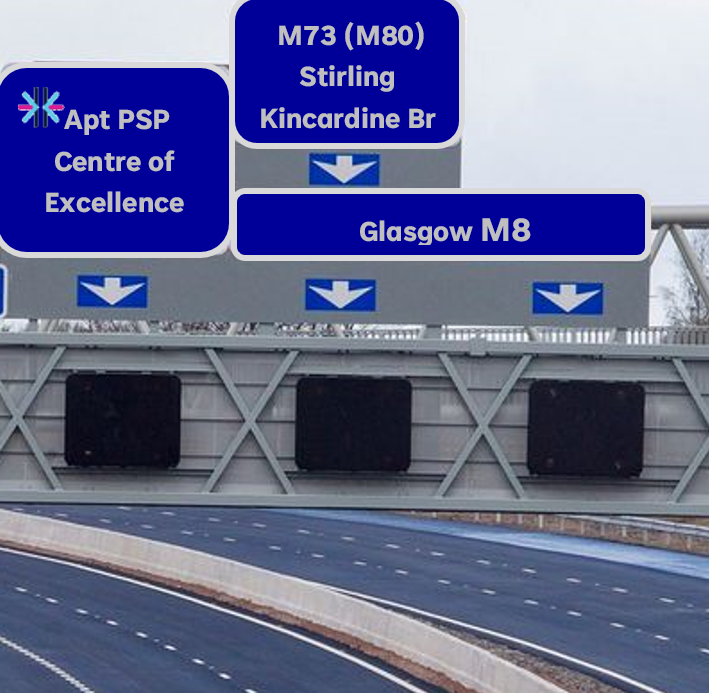 M73 (M80)
Stirling
Kincardine Br
Apt PSP
Centre of
Excellence
Glasgow M8